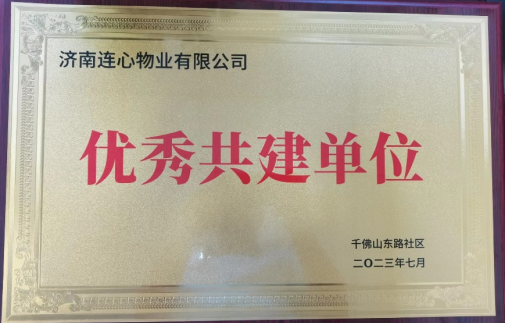 济南连心物业有限公司
优秀共建单位
千佛山东路社区
二〇二三年七月